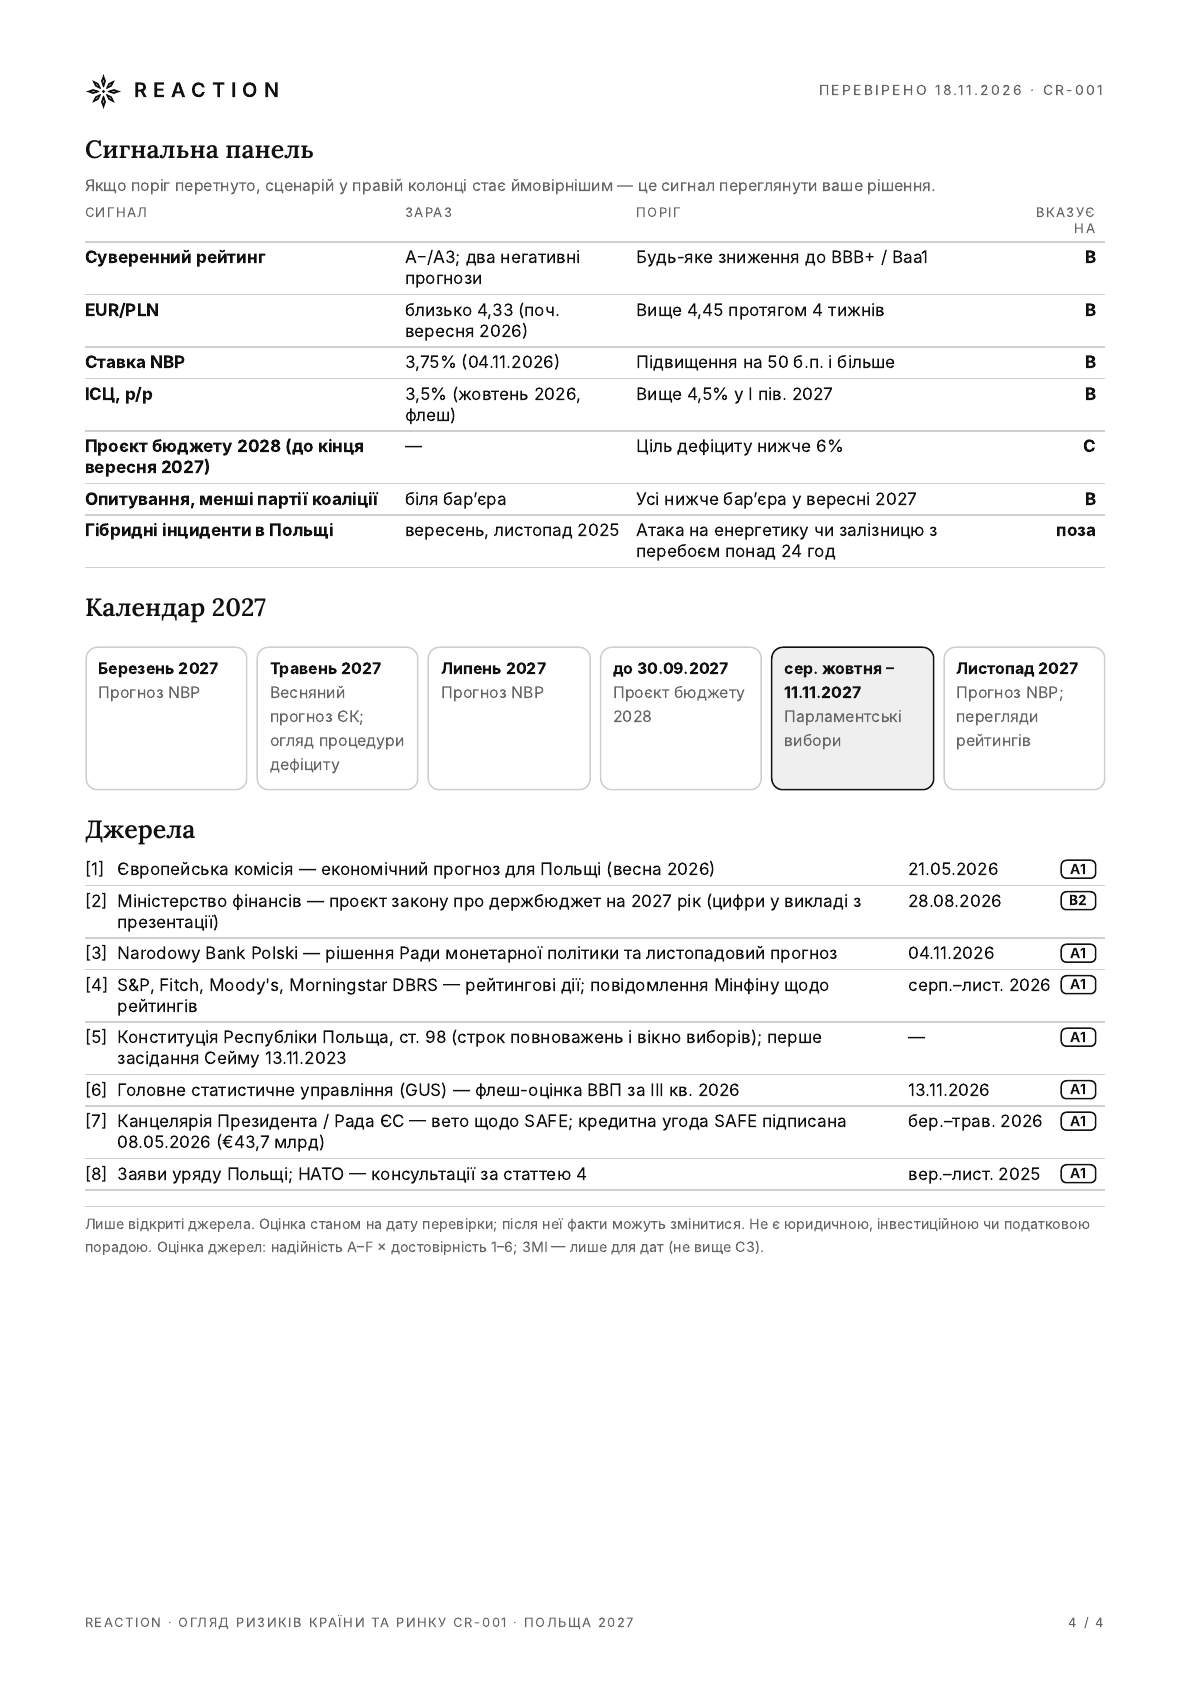 REACTION
ПЕРЕВІРЕНО 18.11.2026 · CR-001
Сигнальна панель
Якщо поріг перетнуто, сценарій у правій колонці стає ймовірнішим — це сигнал переглянути ваше рішення.
СИГНАЛ ЗАРАЗ ПОРІГ ВКАЗУЄ
НА
Суверенний рейтинг A−/A3; два негативні Будь-яке зниження до BBB+ / Baa1 B
прогнози
EUR/PLN близько 4,33 (поч. Вище 4,45 протягом 4 тижнів B
вересня 2026)
Ставка NBP 3,75% (04.11.2026) Підвищення на 50 б.п. і більше B
ІСЦ, р/р 3,5% (жовтень 2026, Вище 4,5% у I пів. 2027 B
флеш)
Проєкт бюджету 2028 (до кінця — Ціль дефіциту нижче 6% C
вересня 2027)
Опитування, менші партії коаліції біля бар’єра Усі нижче бар’єра у вересні 2027 B
Гібридні інциденти в Польщі вересень, листопад 2025 Атака на енергетику чи залізницю з поза
перебоєм понад 24 год
Календар 2027
Березень 2027
Прогноз NBP
Травень 2027
Весняний
прогноз ЄК;
огляд процедури
дефіциту
Липень 2027
Прогноз NBP
до 30.09.2027
Проєкт бюджету
2028
сер. жовтня –
11.11.2027
Парламентські
вибори
Листопад 2027
Прогноз NBP;
перегляди
рейтингів
Джерела
[1] Європейська комісія — економічний прогноз для Польщі (весна 2026) 21.05.2026 A1
[2] Міністерство фінансів — проєкт закону про держбюджет на 2027 рік (цифри у викладі з 28.08.2026 B2
презентації)
[3] Narodowy Bank Polski — рішення Ради монетарної політики та листопадовий прогноз 04.11.2026 A1
[4] S&P, Fitch, Moody's, Morningstar DBRS — рейтингові дії; повідомлення Мінфіну щодо серп.–лист. 2026 A1
рейтингів
[5] Конституція Республіки Польща, ст. 98 (строк повноважень і вікно виборів); перше — A1
засідання Сейму 13.11.2023
[6] Головне статистичне управління (GUS) — флеш-оцінка ВВП за III кв. 2026 13.11.2026 A1
[7] Канцелярія Президента / Рада ЄС — вето щодо SAFE; кредитна угода SAFE підписана бер.–трав. 2026 A1
08.05.2026 (€43,7 млрд)
[8] Заяви уряду Польщі; НАТО — консультації за статтею 4 вер.–лист. 2025 A1
Лише відкриті джерела. Оцінка станом на дату перевірки; після неї факти можуть змінитися. Не є юридичною, інвестиційною чи податковою
порадою. Оцінка джерел: надійність A–F × достовірність 1–6; ЗМІ — лише для дат (не вище C3).
REACTION · ОГЛЯД РИЗИКІВ КРАЇНИ ТА РИНКУ CR-001 · ПОЛЬЩА 2027
4 / 4